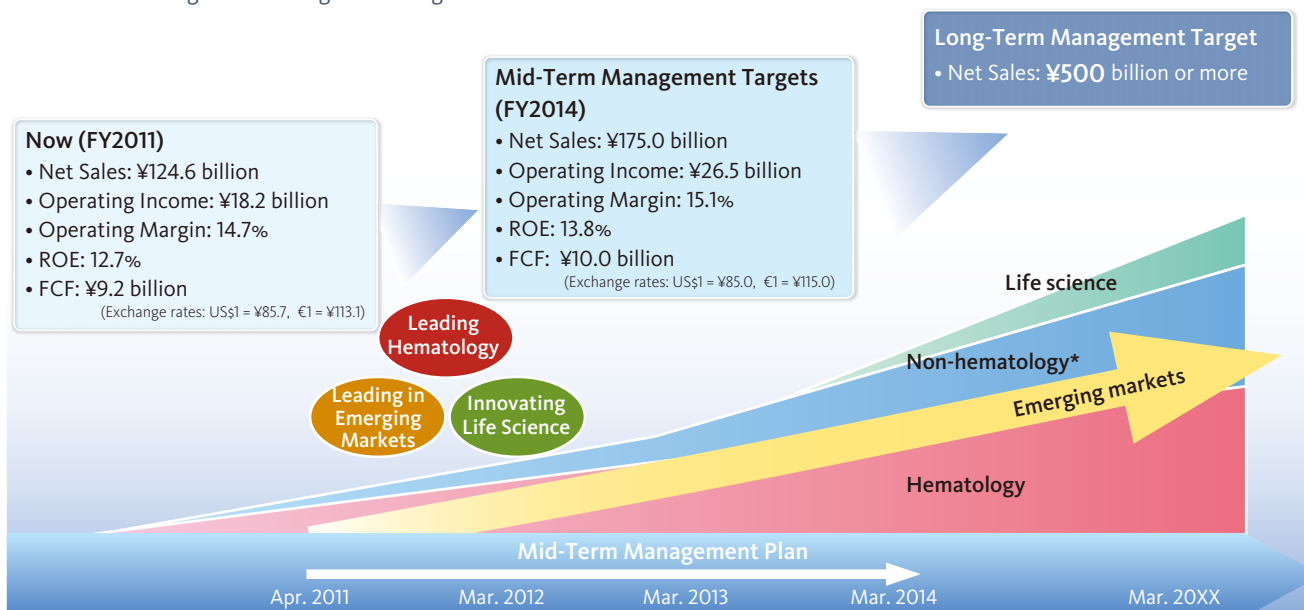 Now (FY2011)
• Net Sales: ¥124.6 billion
• Operating Income: ¥18.2 billion
• Operating Margin: 14.7%
• ROE: 12.7%
• FCF: ¥9.2 billion
(Exchange rates: US$1 = ¥85.7, €1 = ¥113.1)
Mid-Term Management Targets
(FY2014)
• Net Sales: ¥175.0 billion
• Operating Income: ¥26.5 billion
• Operating Margin: 15.1%
• ROE: 13.8%
• FCF: ¥10.0 billion
(Exchange rates: US$1 = ¥85.0, €1 = ¥115.0)
Long-Term Management Target
• Net Sales: ¥500 billion or more
Leading
Hematology
Leading in
Emerging
Markets
Innovating
Life Science
Life science
Non-hematology*
Emerging markets
Hematology
Mid-Term Management Plan
Apr. 2011
Mar. 2012
Mar. 2013
Mar. 2014
Mar. 20XX